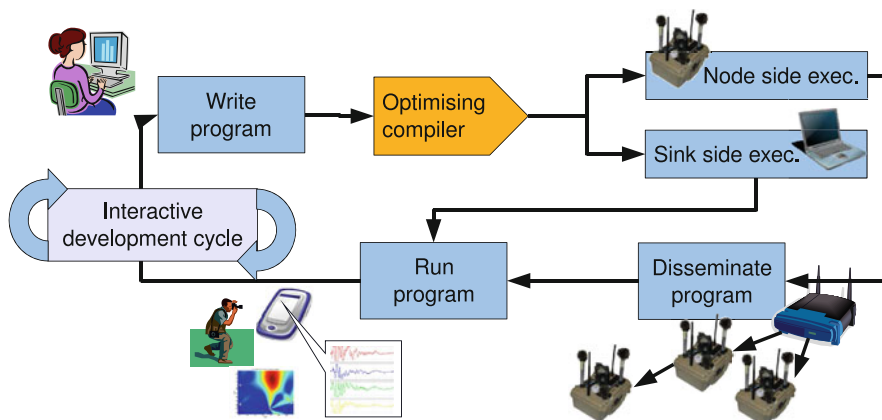 Write
program
Optimising
compiler
Node side exec.
Sink side exec.
Interactive
development cycle
Run
program
Disseminate
program